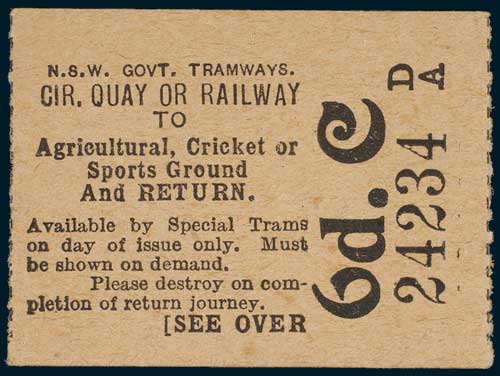 N.S.W. GOVT. TRAMWAYS.
CIR. QUAY OR RAILWAY
TO
Agricultural, Cricket or
Sports Ground
And RETURN.
Available by Special Trams
on day of issue only. Must
be shown on demand.
Please destroy on com-
pletion of return journey.
[SEE OVER
6d. C
24234 DA